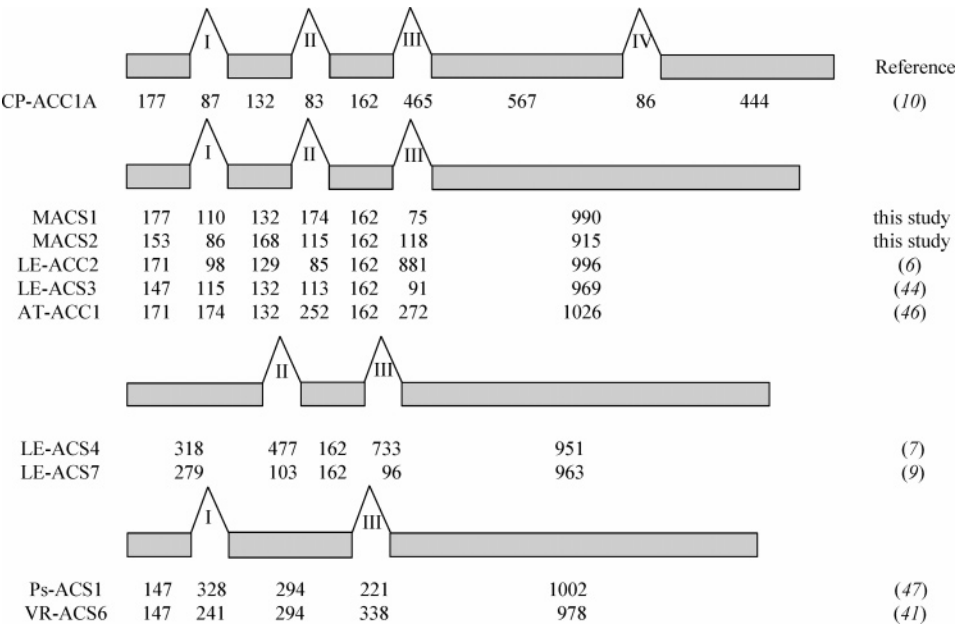 I II III IV
Reference
CP-ACC1A 177 87 132 83 162 465 567 86 444 (10)
I II III
MACS1 177 110 132 174 162 75 990 this study
MACS2 153 86 168 115 162 118 915 this study
LE-ACC2 171 98 129 85 162 881 996 (6)
LE-ACS3 147 115 132 113 162 91 969 (44)
AT-ACC1 171 174 132 252 162 272 1026 (46)
II III
LE-ACS4 318 477 162 733 951 (7)
LE-ACS7 279 103 162 96 963 (9)
I III
Ps-ACS1 147 328 294 221 1002 (47)
VR-ACS6 147 241 294 338 978 (41)